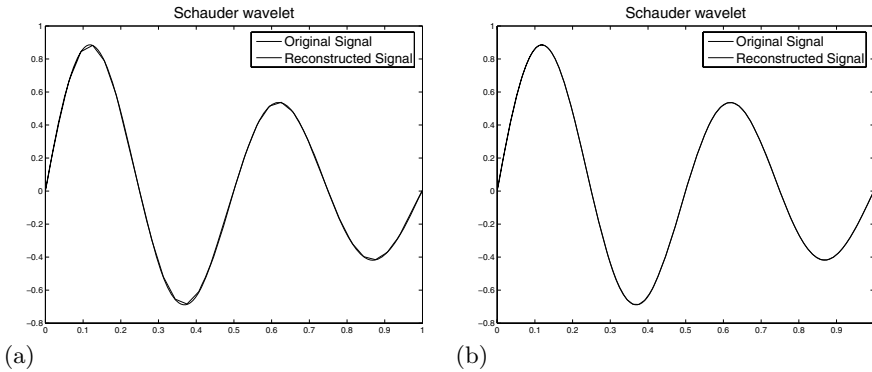 Schauder wavelet
1
0.8
0.6
0.4
0.2
0
−0.2
−0.4
−0.6
−0.8
0 0.1 0.2 0.3 0.4 0.5 0.6 0.7 0.8 0.9 1
Original Signal
Reconstructed Signal
(a)
Schauder wavelet
1
0.8
0.6
0.4
0.2
0
−0.2
−0.4
−0.6
−0.8
0 0.1 0.2 0.3 0.4 0.5 0.6 0.7 0.8 0.9
Original Signal
Reconstructed Signal
(b)